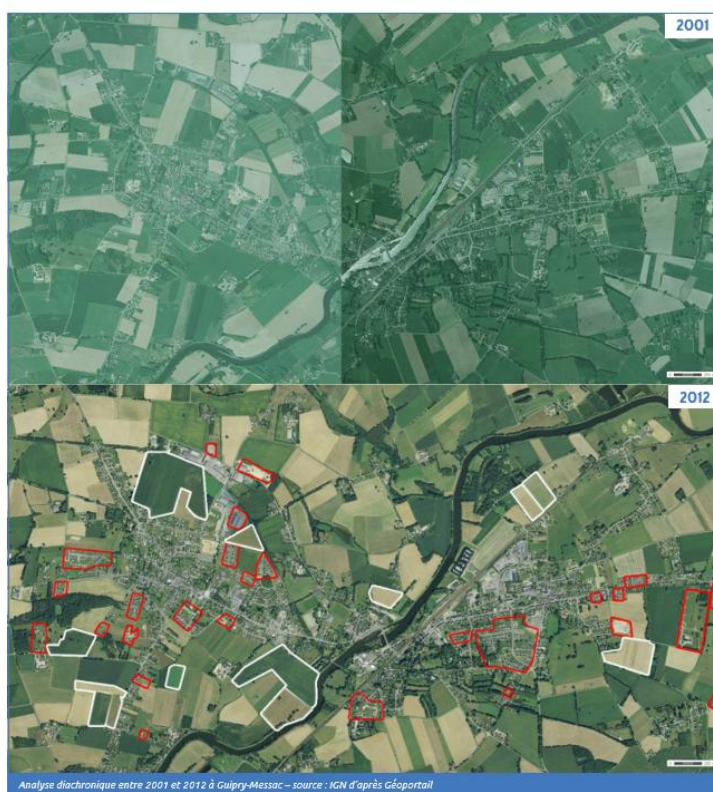 2001
2012
Analyse diachronique entre 2001 et 2012 à Guipry-Messac – source : IGN d'après Géoportail